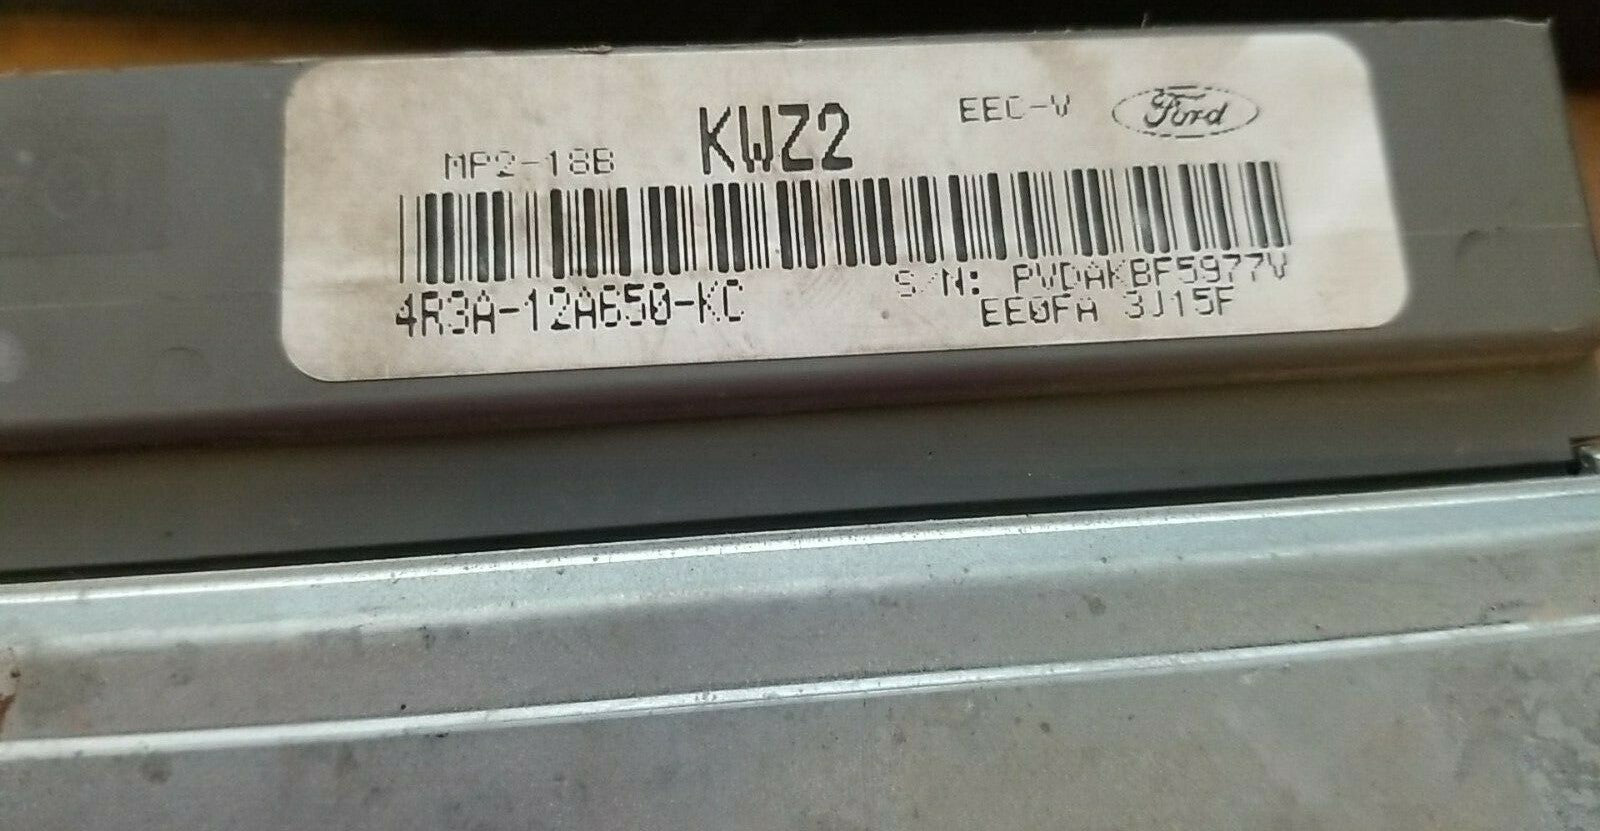 MP2-18B KWZ2 EEC-V Ford
4R3A-12A650-KC S/N: PVDAKBF5977V
EE0FA 3J15F